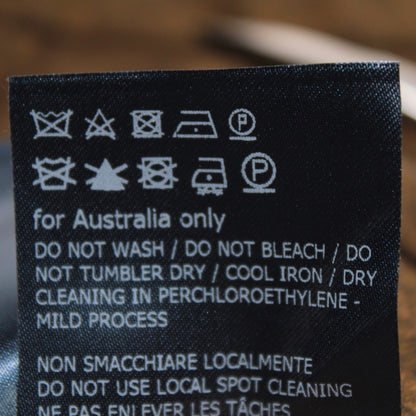 P
P
for Australia only
DO NOT WASH / DO NOT BLEACH / DO
NOT TUMBLER DRY / COOL IRON / DRY
CLEANING IN PERCHLOROETHYLENE -
MILD PROCESS
NON SMACCHIARE LOCALMENTE
DO NOT USE LOCAL SPOT CLEANING
NE PAS ENLEVER LES TÂCHES